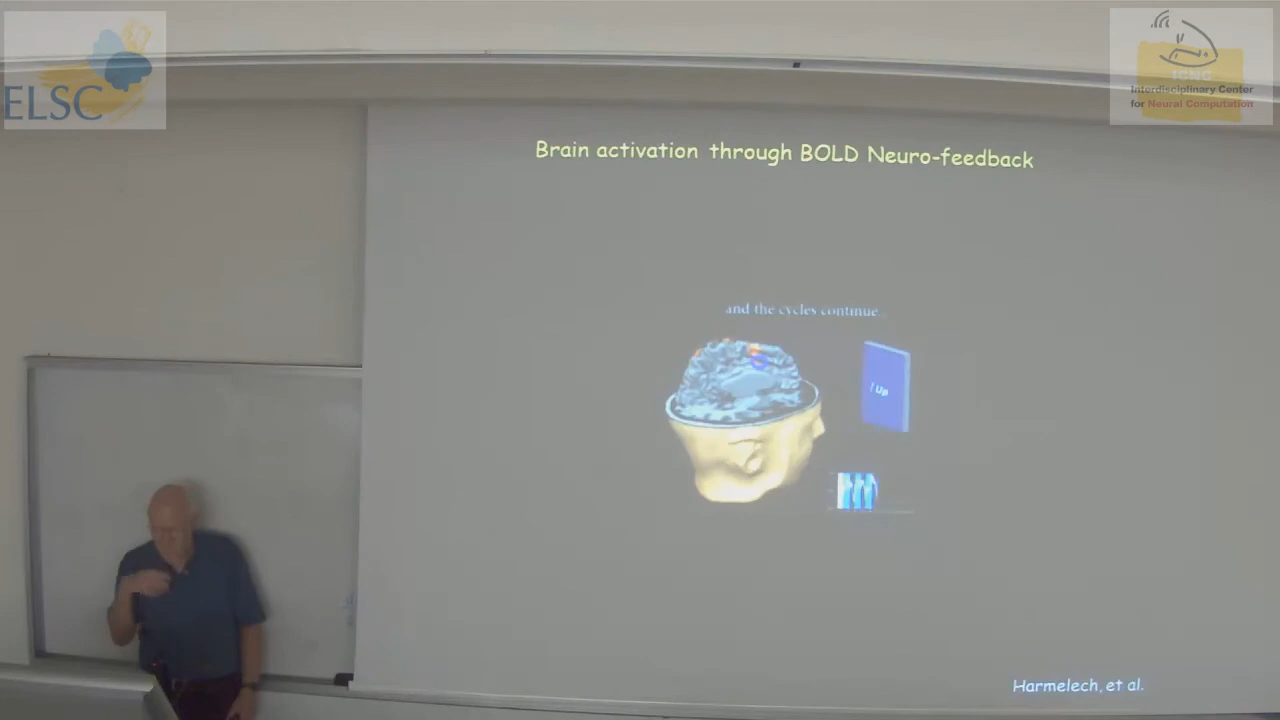 ELSC
ICNC
Interdisciplinary Center
for Neural Computation
Brain activation through BOLD Neuro-feedback
and the cycles continue..
Up
Harmelech, et al.